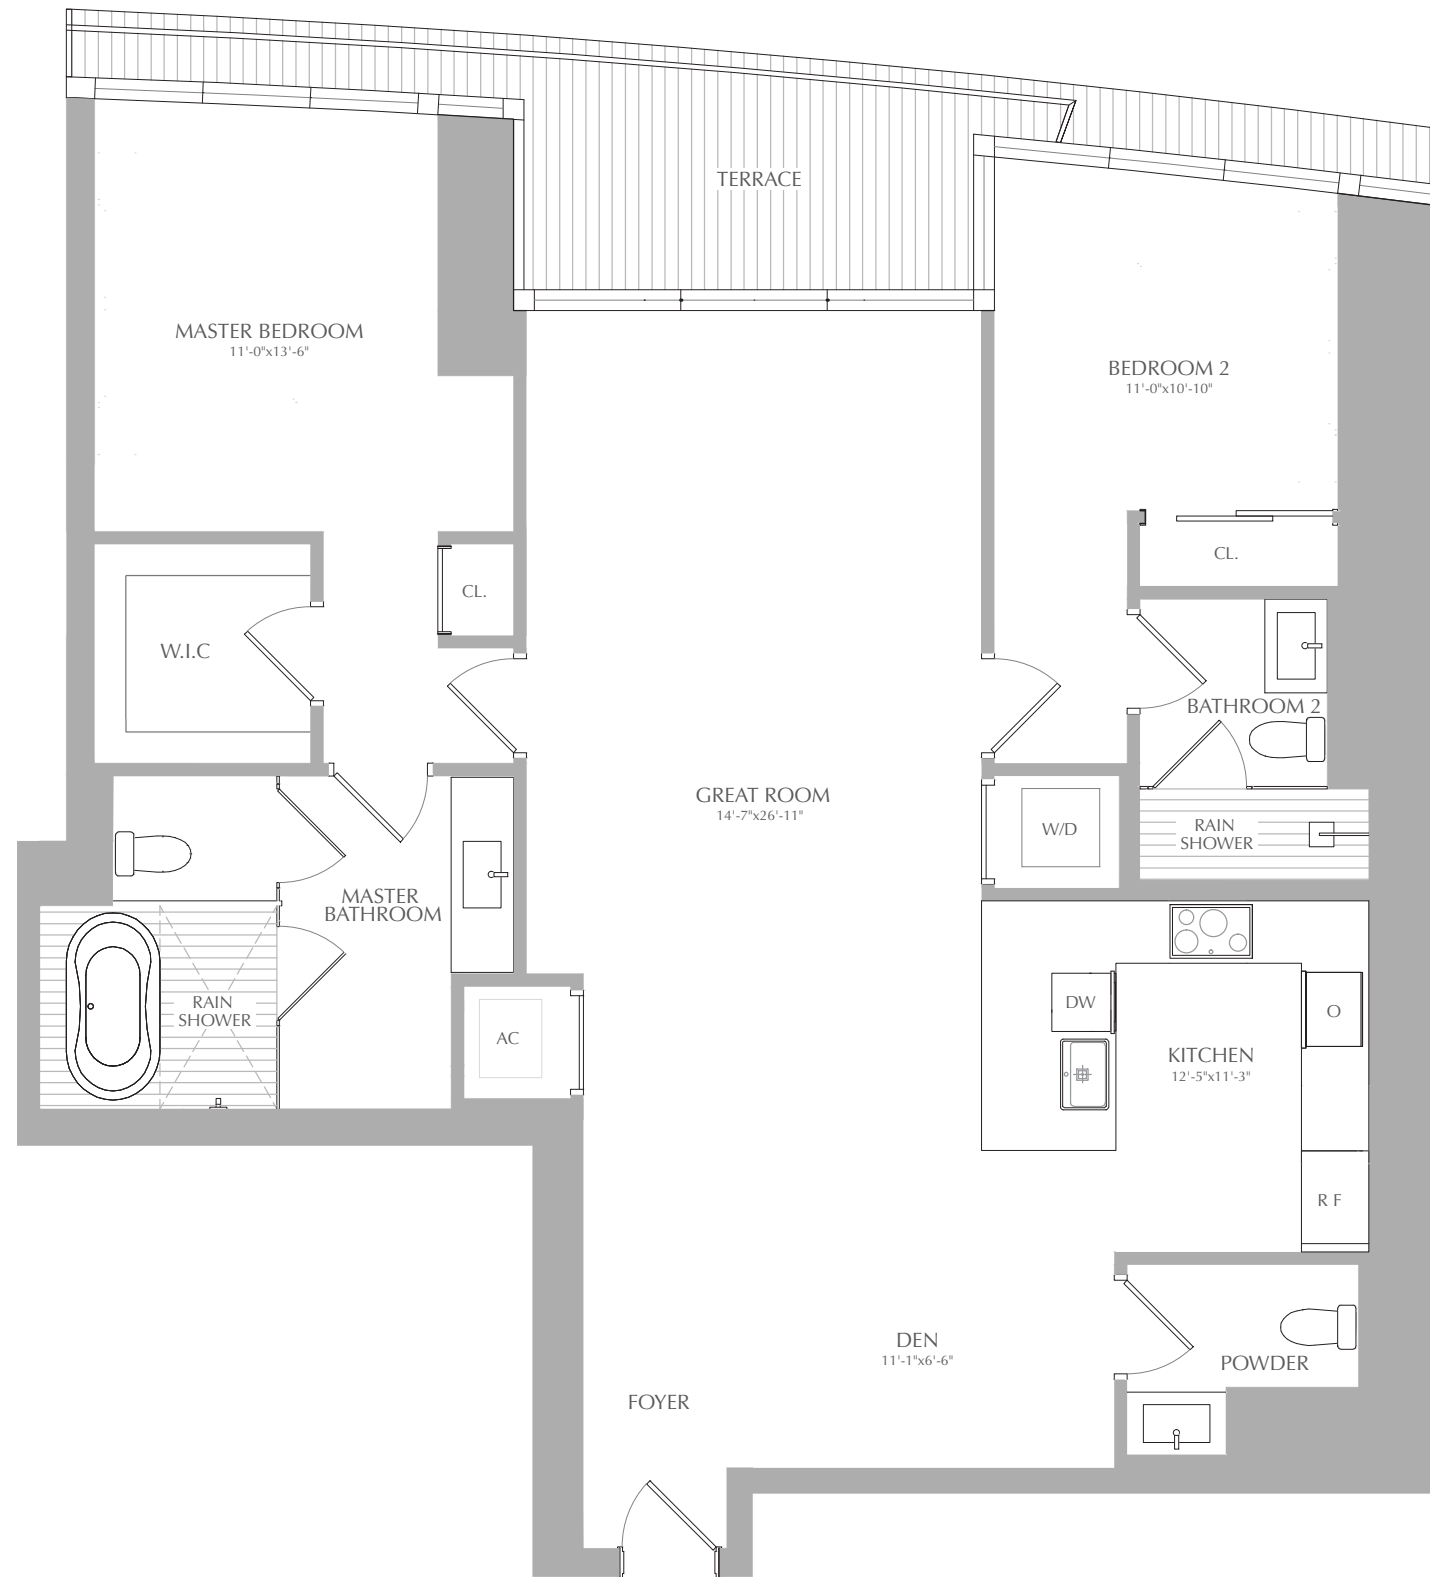 TERRACE
MASTER BEDROOM
11'-0"x13'-6"
BEDROOM 2
11'-0"x10'-10"
CL.
CL.
W.I.C
BATHROOM 2
GREAT ROOM
14'-7"x26'-11"
W/D
RAIN
SHOWER
MASTER
BATHROOM
RAIN
SHOWER
AC
DW
O
KITCHEN
12'-5"x11'-3"
R F
DEN
11'-1"x6'-6"
POWDER
FOYER